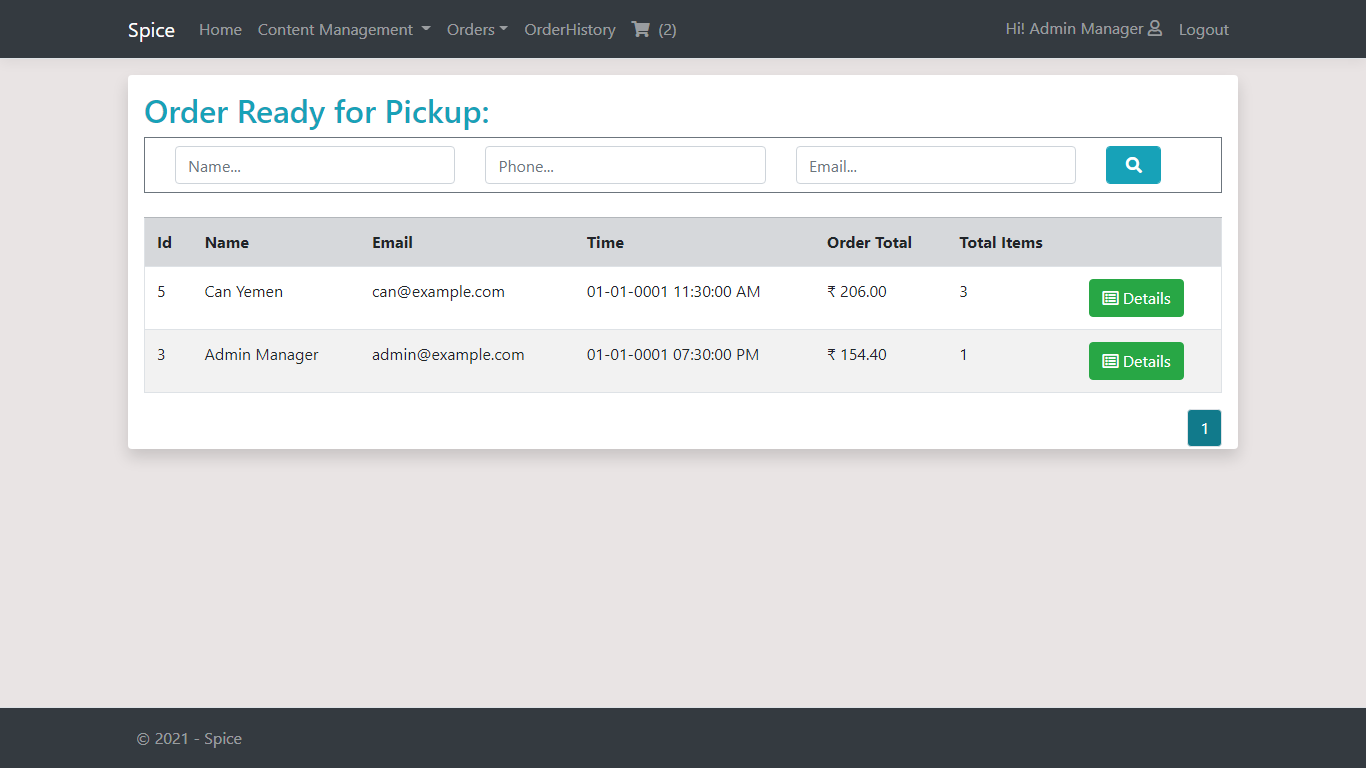 Spice Home Content Management Orders OrderHistory (2) Hi! Admin Manager Logout
Order Ready for Pickup:
Name... Phone... Email...
Id Name Email Time Order Total Total Items
5 Can Yemen can@example.com 01-01-0001 11:30:00 AM ₹ 206.00 3 Details
3 Admin Manager admin@example.com 01-01-0001 07:30:00 PM ₹ 154.40 1 Details
1
© 2021 - Spice